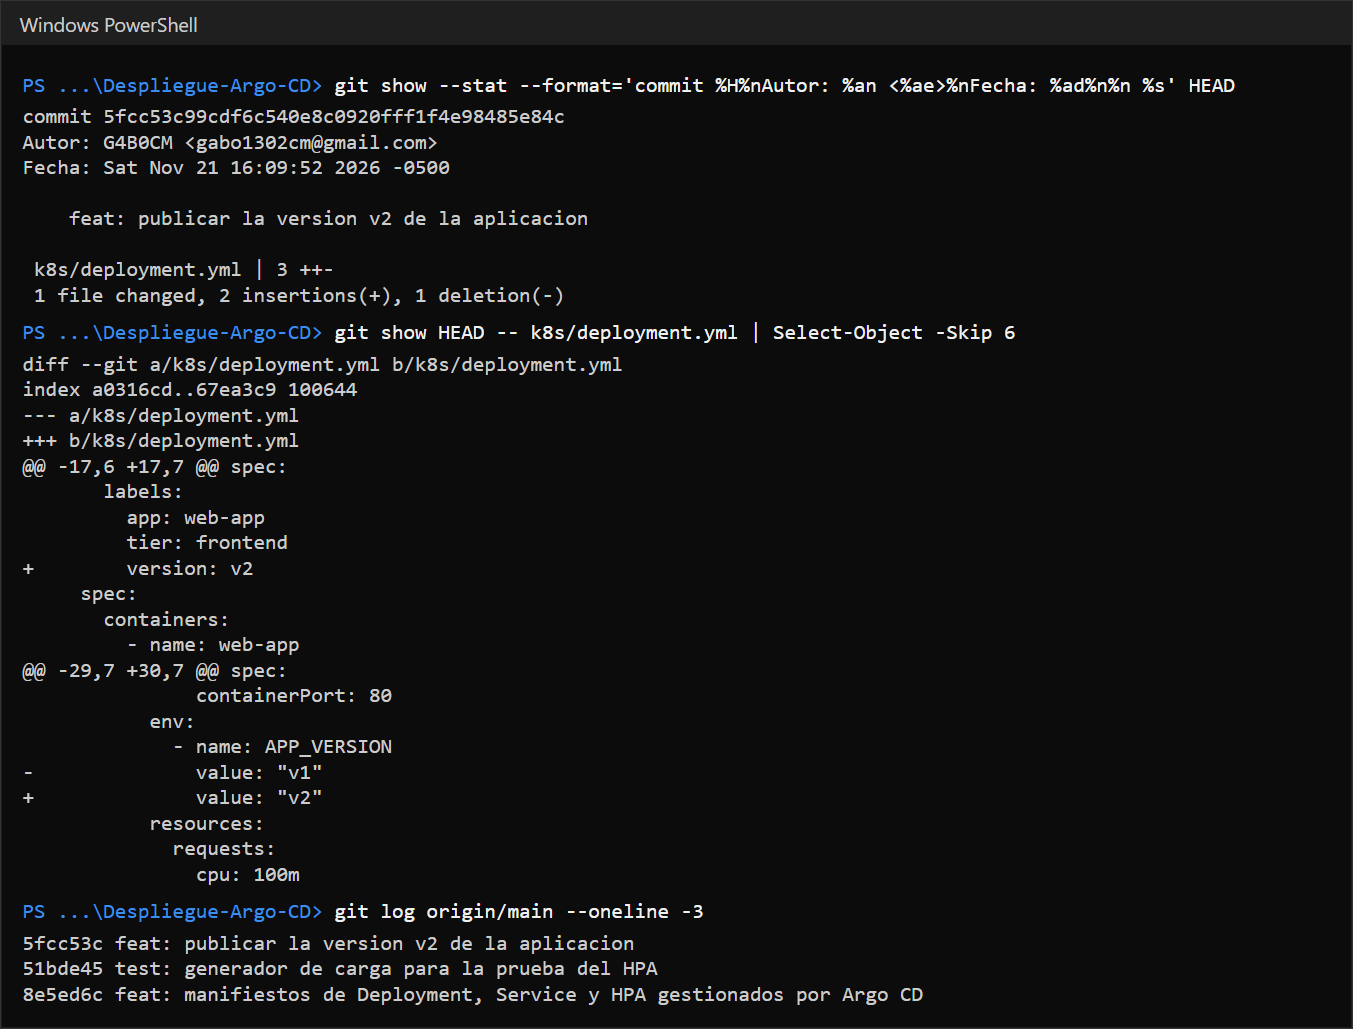 Windows PowerShell
PS ...\Despliegue-Argo-CD> git show --stat --format='commit %H%nAutor: %an <%ae>%nFecha: %ad%n%n %s' HEAD
commit 5fcc53c99cdf6c540e8c0920fff1f4e98485e84c
Autor: G4B0CM <gabo1302cm@gmail.com>
Fecha: Sat Nov 21 16:09:52 2026 -0500
    feat: publicar la version v2 de la aplicacion
 k8s/deployment.yml | 3 ++-
 1 file changed, 2 insertions(+), 1 deletion(-)
PS ...\Despliegue-Argo-CD> git show HEAD -- k8s/deployment.yml | Select-Object -Skip 6
diff --git a/k8s/deployment.yml b/k8s/deployment.yml
index a0316cd..67ea3c9 100644
--- a/k8s/deployment.yml
+++ b/k8s/deployment.yml
@@ -17,6 +17,7 @@ spec:
       labels:
         app: web-app
         tier: frontend
+        version: v2
     spec:
       containers:
         - name: web-app
@@ -29,7 +30,7 @@ spec:
               containerPort: 80
           env:
             - name: APP_VERSION
-              value: "v1"
+              value: "v2"
           resources:
             requests:
               cpu: 100m
PS ...\Despliegue-Argo-CD> git log origin/main --oneline -3
5fcc53c feat: publicar la version v2 de la aplicacion
51bde45 test: generador de carga para la prueba del HPA
8e5ed6c feat: manifiestos de Deployment, Service y HPA gestionados por Argo CD